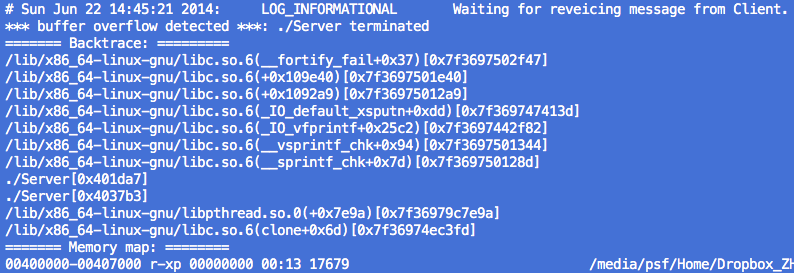 # Sun Jun 22 14:45:21 2014: LOG_INFORMATIONAL Waiting for reveicing message from Client.
*** buffer overflow detected ***: ./Server terminated
======= Backtrace: =========
/lib/x86_64-linux-gnu/libc.so.6(__fortify_fail+0x37)[0x7f3697502f47]
/lib/x86_64-linux-gnu/libc.so.6(+0x109e40)[0x7f3697501e40]
/lib/x86_64-linux-gnu/libc.so.6(+0x1092a9)[0x7f36975012a9]
/lib/x86_64-linux-gnu/libc.so.6(_IO_default_xsputn+0xdd)[0x7f369747413d]
/lib/x86_64-linux-gnu/libc.so.6(_IO_vfprintf+0x25c2)[0x7f3697442f82]
/lib/x86_64-linux-gnu/libc.so.6(__vsprintf_chk+0x94)[0x7f3697501344]
/lib/x86_64-linux-gnu/libc.so.6(__sprintf_chk+0x7d)[0x7f369750128d]
./Server[0x401da7]
./Server[0x4037b3]
/lib/x86_64-linux-gnu/libpthread.so.0(+0x7e9a)[0x7f36979c7e9a]
/lib/x86_64-linux-gnu/libc.so.6(clone+0x6d)[0x7f36974ec3fd]
======= Memory map: ========
00400000-00407000 r-xp 00000000 00:13 17679 /media/psf/Home/Dropbox_Zh